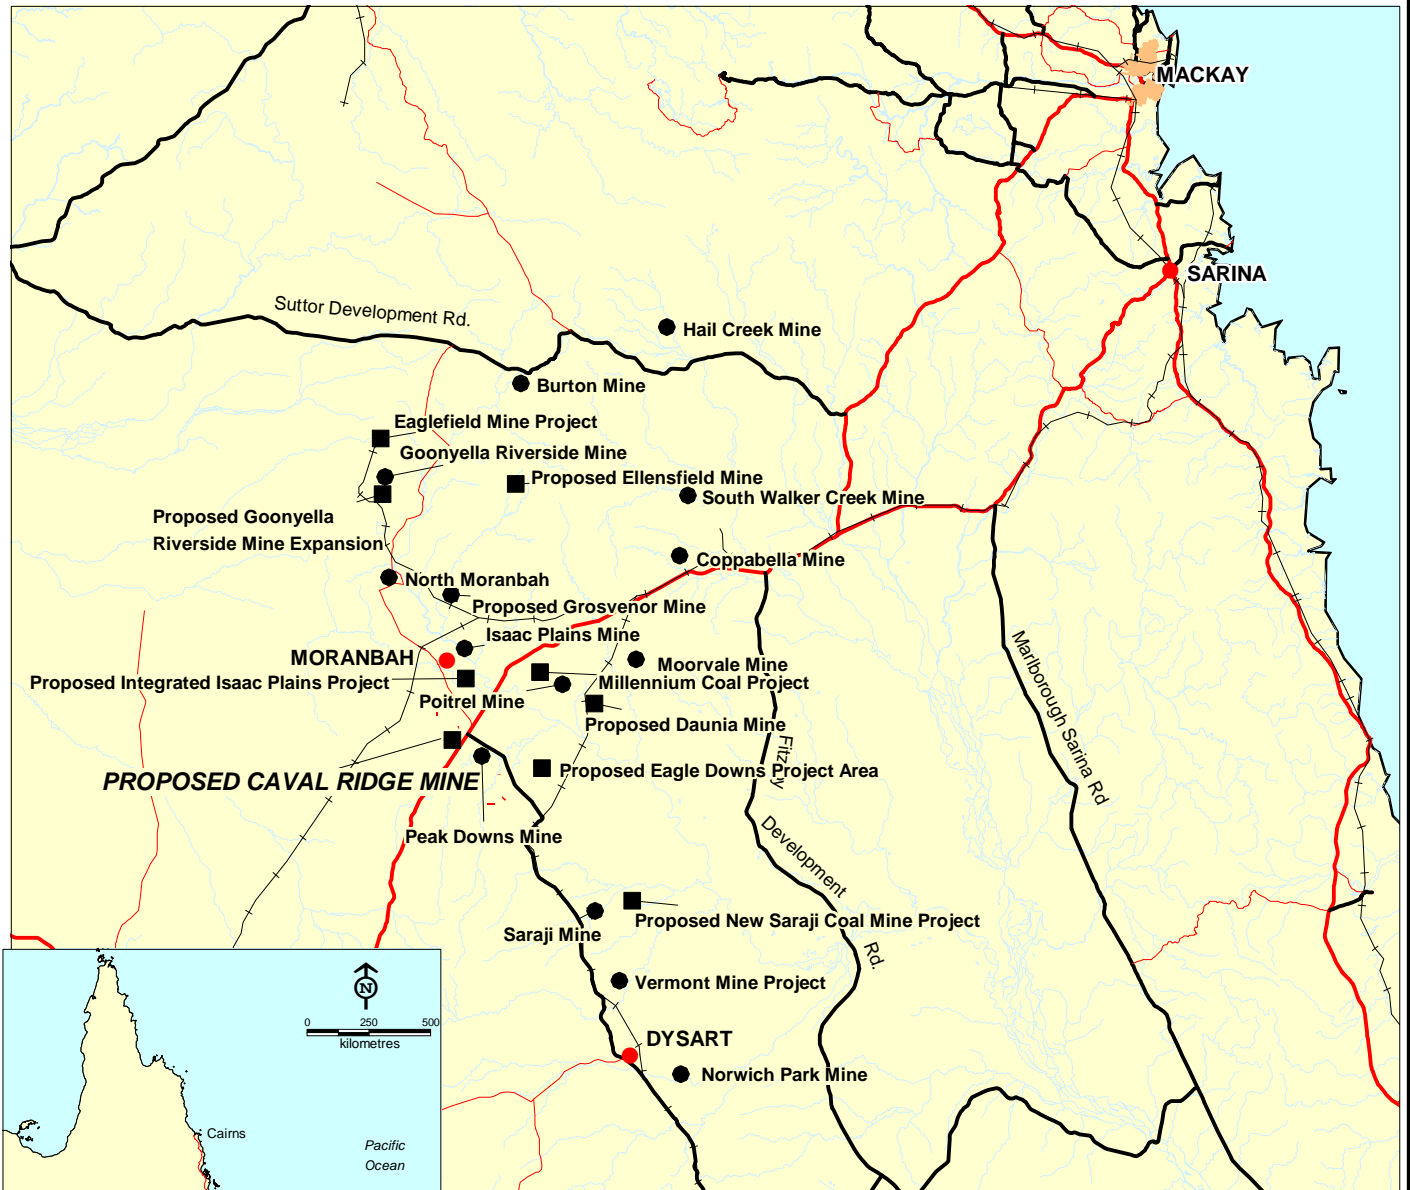 MACKAY
SARINA
Suttor Development Rd.
Hail Creek Mine
Burton Mine
Eaglefield Mine Project
Goonyella Riverside Mine
Proposed Ellensfield Mine
South Walker Creek Mine
Proposed Goonyella
Riverside Mine Expansion
Coppabella Mine
North Moranbah
Proposed Grosvenor Mine
Isaac Plains Mine
MORANBAH
Moorvale Mine
Proposed Integrated Isaac Plains Project
Millennium Coal Project
Poitrel Mine
Proposed Daunia Mine
Marlborough Sarina Rd
Fitzroy
Development
Rd.
Proposed Eagle Downs Project Area
PROPOSED CAVAL RIDGE MINE
Peak Downs Mine
Proposed New Saraji Coal Mine Project
Saraji Mine
Vermont Mine Project
DYSART
Norwich Park Mine
N
0 250 500
kilometres
Cairns
Pacific
Ocean